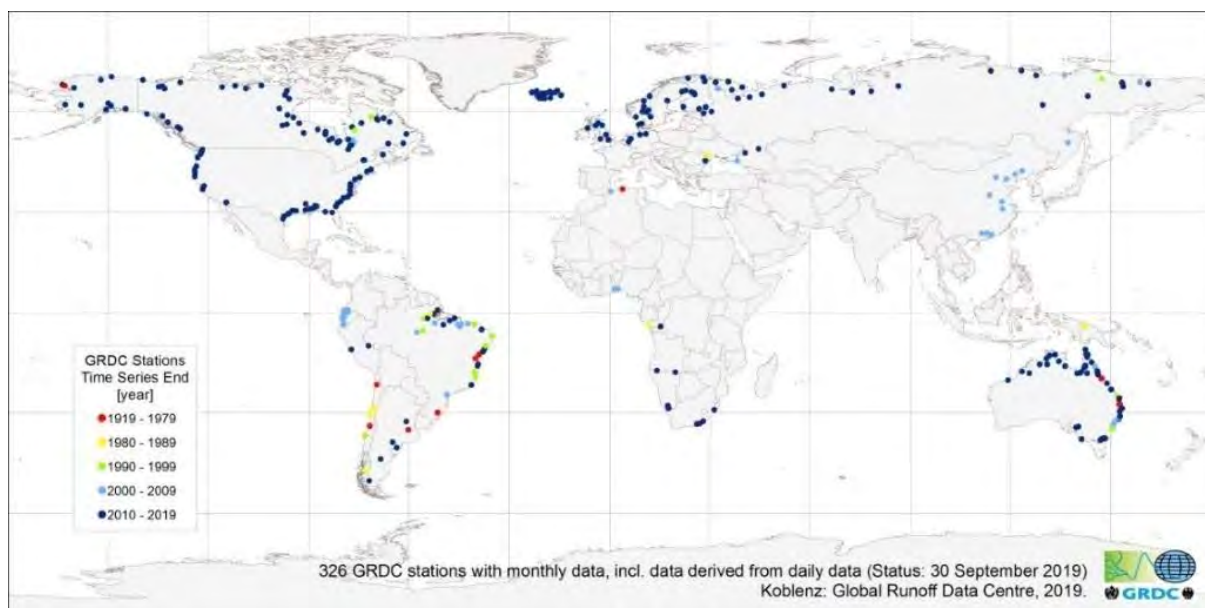 GRDC Stations
Time Series End
[year]
1919 - 1979
1980 - 1989
1990 - 1999
2000 - 2009
2010 - 2019
326 GRDC stations with monthly data, incl. data derived from daily data (Status: 30 September 2019)
Koblenz: Global Runoff Data Centre, 2019.
GRDC